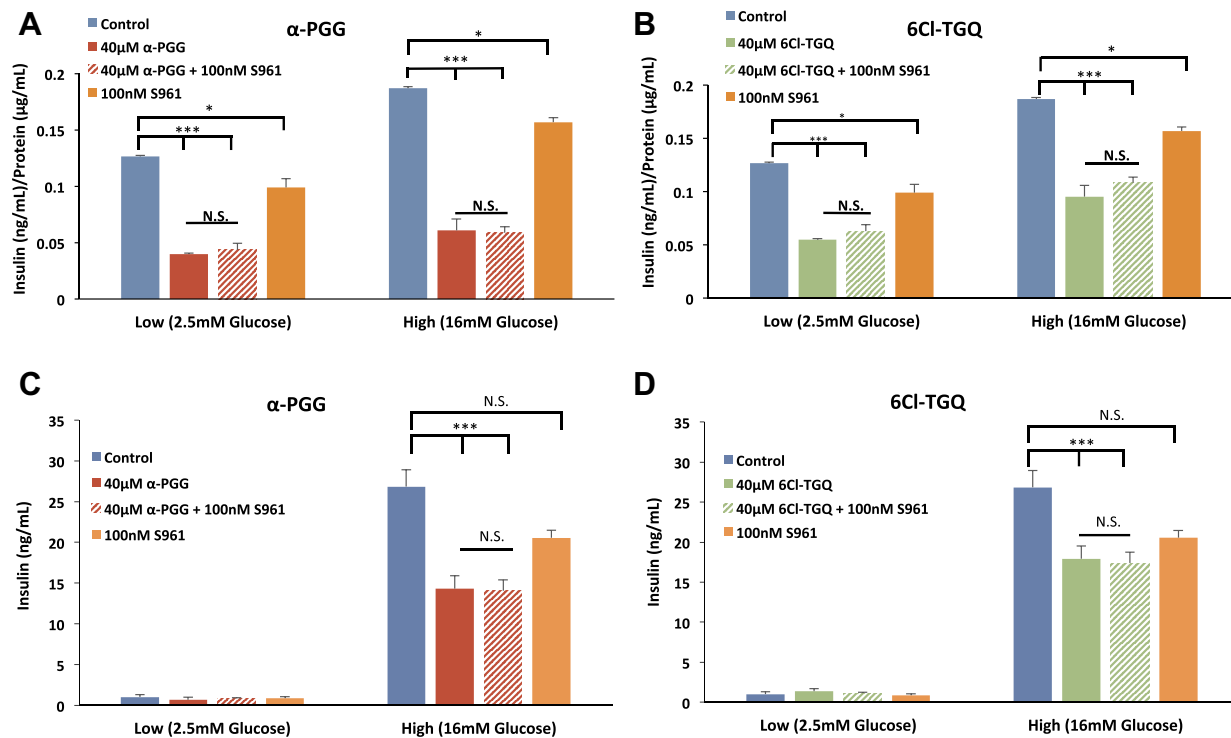 A
α-PGG
Control
40µM α-PGG
40µM α-PGG + 100nM S961
100nM S961
Insulin (ng/mL)/Protein (µg/mL)
0.2
0.15
0.1
0.05
0
*
***
N.S.
*
***
N.S.
Low (2.5mM Glucose)
High (16mM Glucose)
B
6Cl-TGQ
Control
40µM 6Cl-TGQ
40µM 6Cl-TGQ + 100nM S961
100nM S961
Insulin (ng/mL)/Protein (µg/mL)
0.2
0.15
0.1
0.05
0
*
***
N.S.
*
***
N.S.
Low (2.5mM Glucose)
High (16mM Glucose)
C
α-PGG
Control
40µM α-PGG
40µM α-PGG + 100nM S961
100nM S961
Insulin (ng/mL)
35
30
25
20
15
10
5
0
N.S.
***
N.S.
Low (2.5mM Glucose)
High (16mM Glucose)
D
6Cl-TGQ
Control
40µM 6Cl-TGQ
40µM 6Cl-TGQ + 100nM S961
100nM S961
Insulin (ng/mL)
35
30
25
20
15
10
5
0
N.S.
***
N.S.
Low (2.5mM Glucose)
High (16mM Glucose)